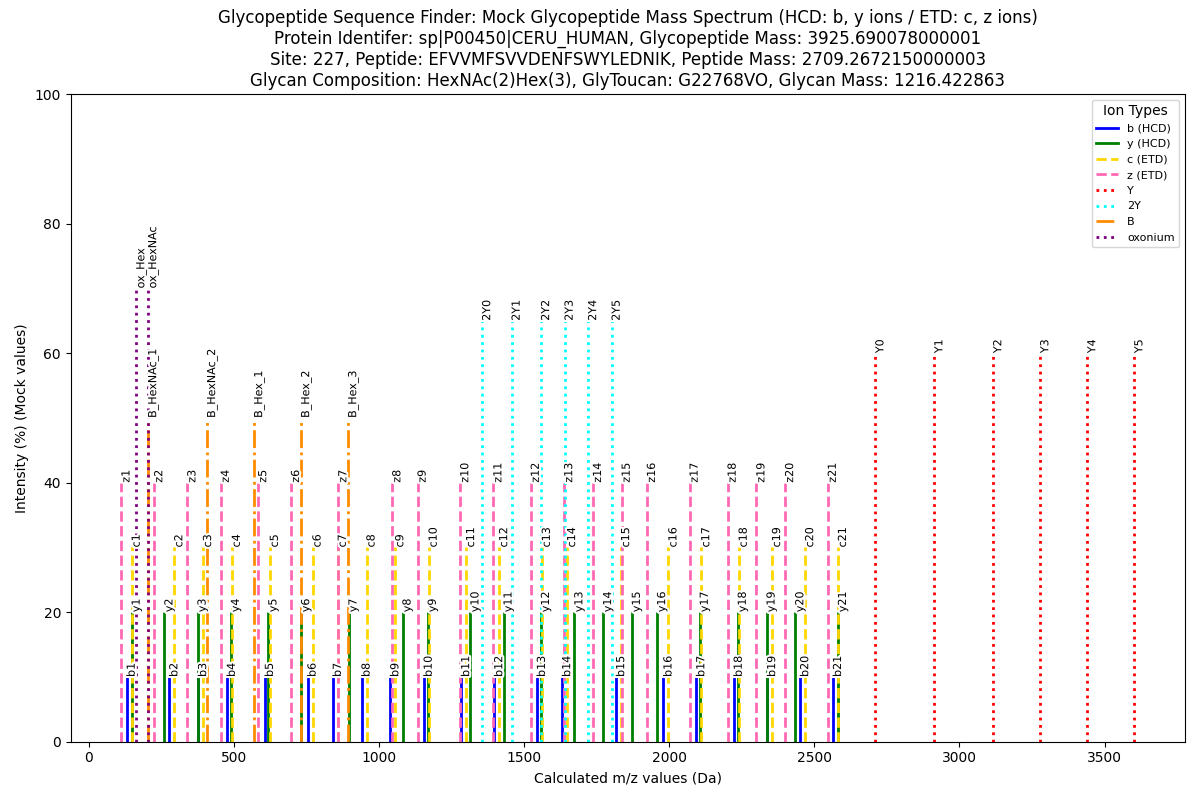 Glycopeptide Sequence Finder: Mock Glycopeptide Mass Spectrum (HCD: b, y ions / ETD: c, z ions)
Protein Identifer: sp|P00450|CERU_HUMAN, Glycopeptide Mass: 3925.690078000001
Site: 227, Peptide: EFVVMFSVVDENFSWYLEDNIK, Peptide Mass: 2709.2672150000003
Glycan Composition: HexNAc(2)Hex(3), GlyToucan: G22768VO, Glycan Mass: 1216.422863
Ion Types
b (HCD)
y (HCD)
c (ETD)
z (ETD)
Y
2Y
B
oxonium
Intensity (%) (Mock values)
100
80
60
40
20
0
ox_Hex
ox_HexNAc
B_HexNAc_1
B_HexNAc_2
B_Hex_1
B_Hex_2
B_Hex_3
2Y0
2Y1
2Y2
2Y3
2Y4
2Y5
Y0
Y1
Y2
Y3
Y4
Y5
z1
z2
z3
z4
z5
z6
z7
z8
z9
z10
z11
z12
z13
z14
z15
z16
z17
z18
z19
z20
z21
c1
c2
c3
c4
c5
c6
c7
c8
c9
c10
c11
c12
c13
c14
c15
c16
c17
c18
c19
c20
c21
y1
y2
y3
y4
y5
y6
y7
y8
y9
y10
y11
y12
y13
y14
y15
y16
y17
y18
y19
y20
y21
b1
b2
b3
b4
b5
b6
b7
b8
b9
b10
b11
b12
b13
b14
b15
b16
b17
b18
b19
b20
b21
0
500
1000
1500
2000
2500
3000
3500
Calculated m/z values (Da)